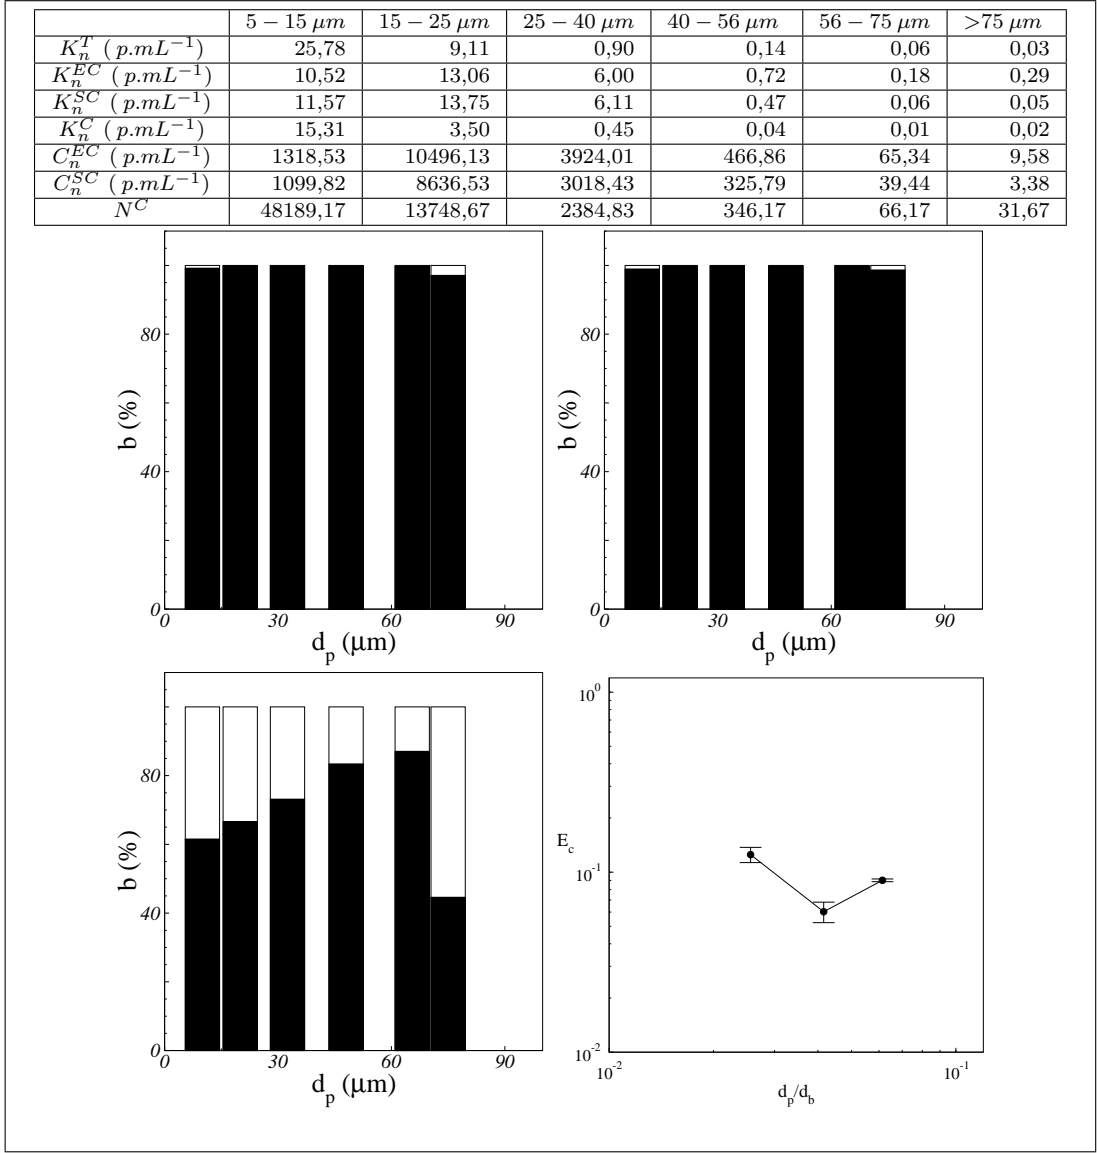 5 − 15 μm 15 − 25 μm 25 − 40 μm 40 − 56 μm 56 − 75 μm >75 μm
K_n^T ( p.mL^{−1}) 25,78 9,11 0,90 0,14 0,06 0,03
K_n^{EC} ( p.mL^{−1}) 10,52 13,06 6,00 0,72 0,18 0,29
K_n^{SC} ( p.mL^{−1}) 11,57 13,75 6,11 0,47 0,06 0,05
K_n^C ( p.mL^{−1}) 15,31 3,50 0,45 0,04 0,01 0,02
C_n^{EC} ( p.mL^{−1}) 1318,53 10496,13 3924,01 466,86 65,34 9,58
C_n^{SC} ( p.mL^{−1}) 1099,82 8636,53 3018,43 325,79 39,44 3,38
N^C 48189,17 13748,67 2384,83 346,17 66,17 31,67
80
b (%)
40
0
0 30 60 90
d_p (μm)
80
b (%)
40
0
0 30 60 90
d_p (μm)
80
b (%)
40
0
0 30 60 90
d_p (μm)
10^0
E_c
10^{-1}
10^{-2}
10^{-2} 10^{-1}
d_p/d_b